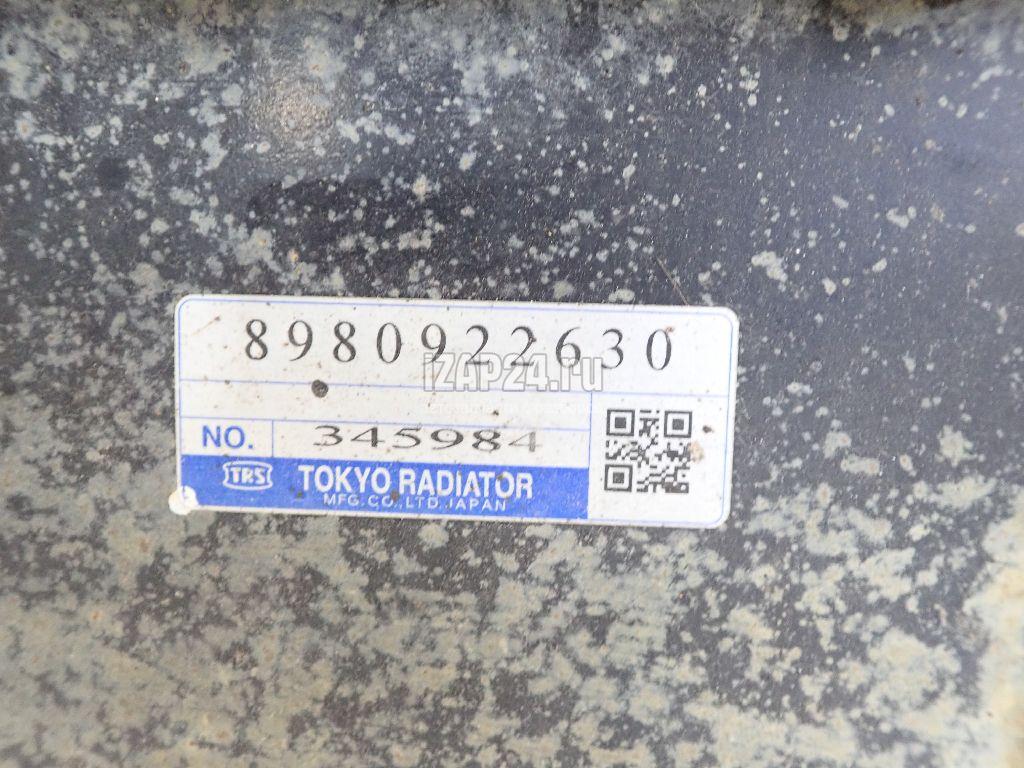 8980922630
iZAP24.ru
NO. 345984
TRS TOKYO RADIATOR
MFG.CO.,LTD.JAPAN